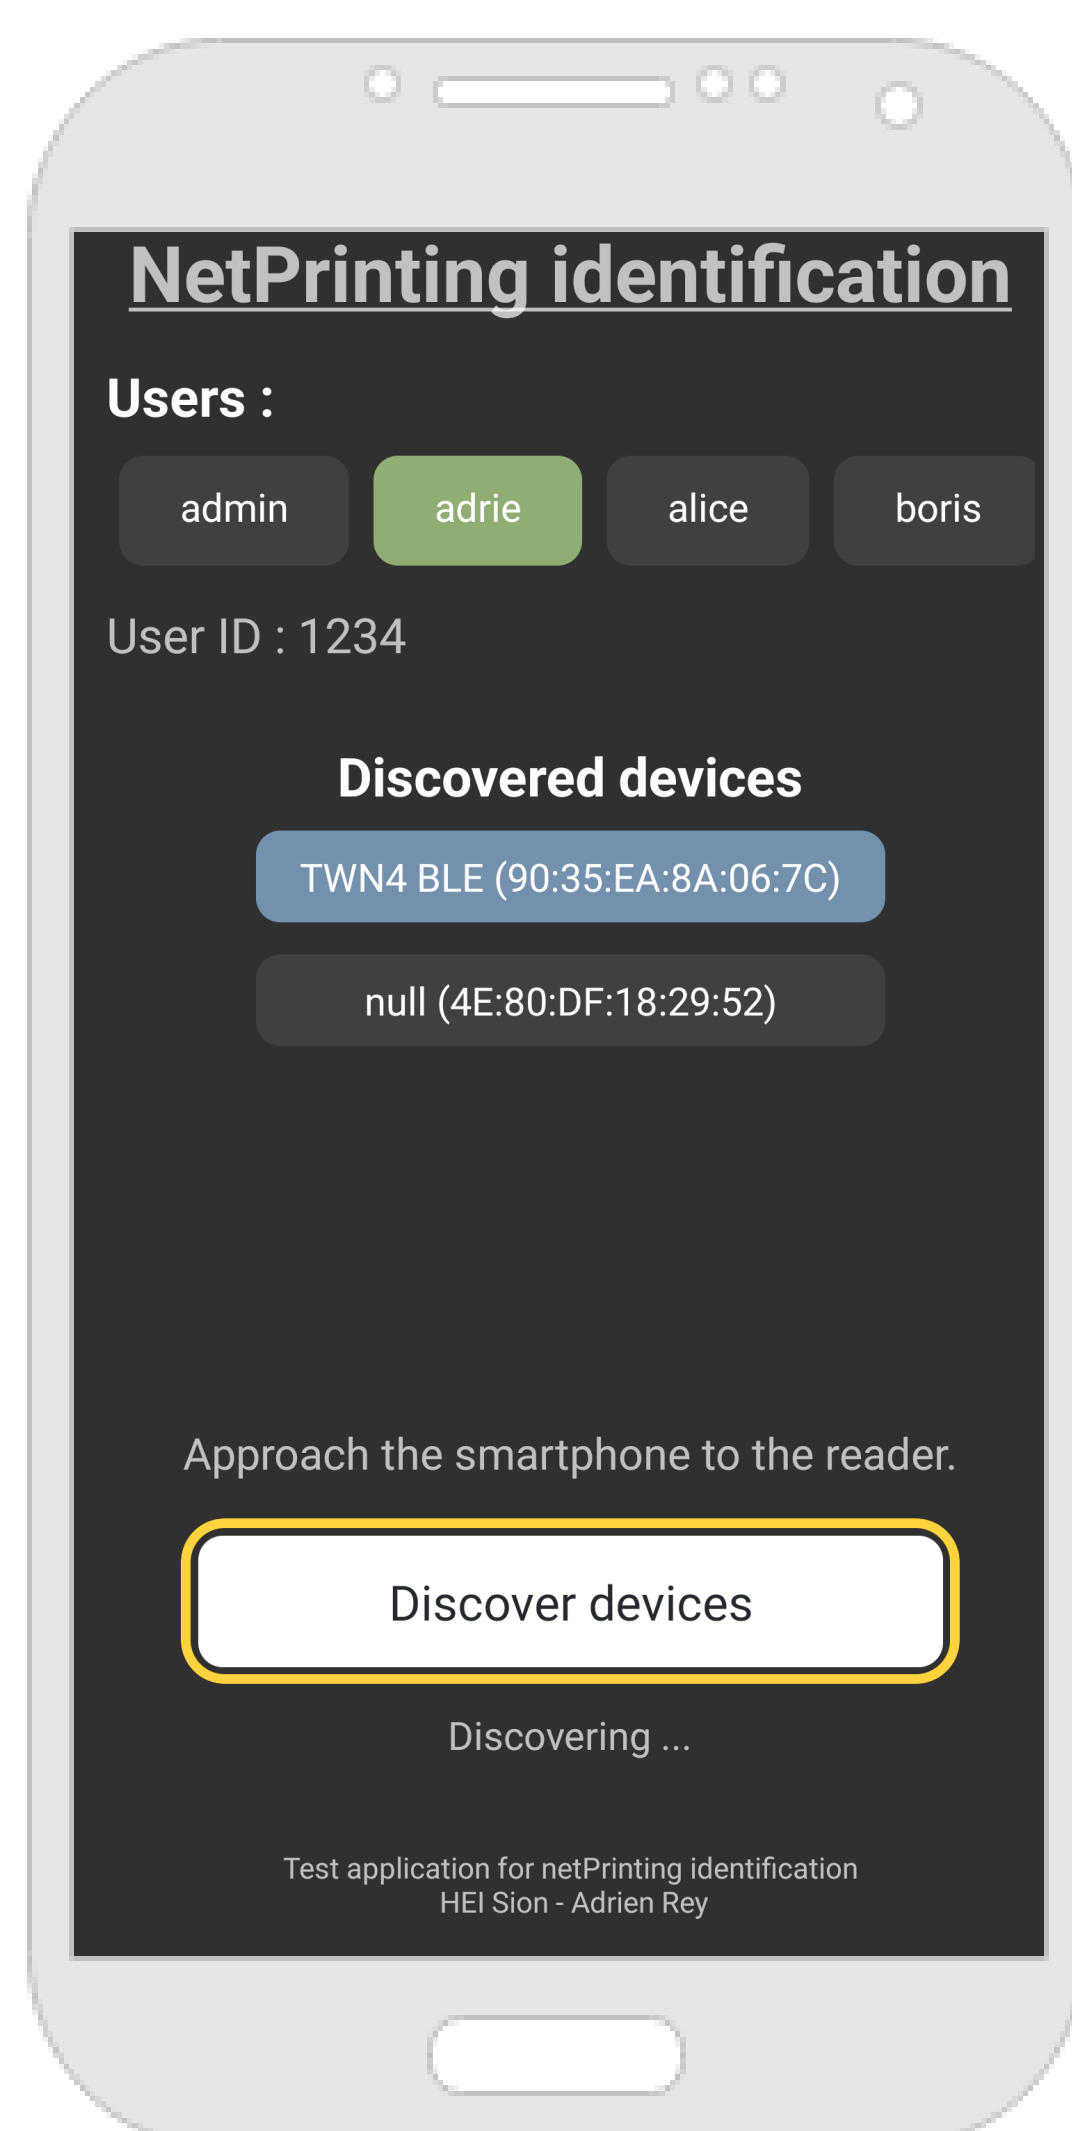 NetPrinting identification
Users :
admin adrie alice boris
User ID : 1234
Discovered devices
TWN4 BLE (90:35:EA:8A:06:7C)
null (4E:80:DF:18:29:52)
Approach the smartphone to the reader.
Discover devices
Discovering ...
Test application for netPrinting identification
HEI Sion - Adrien Rey